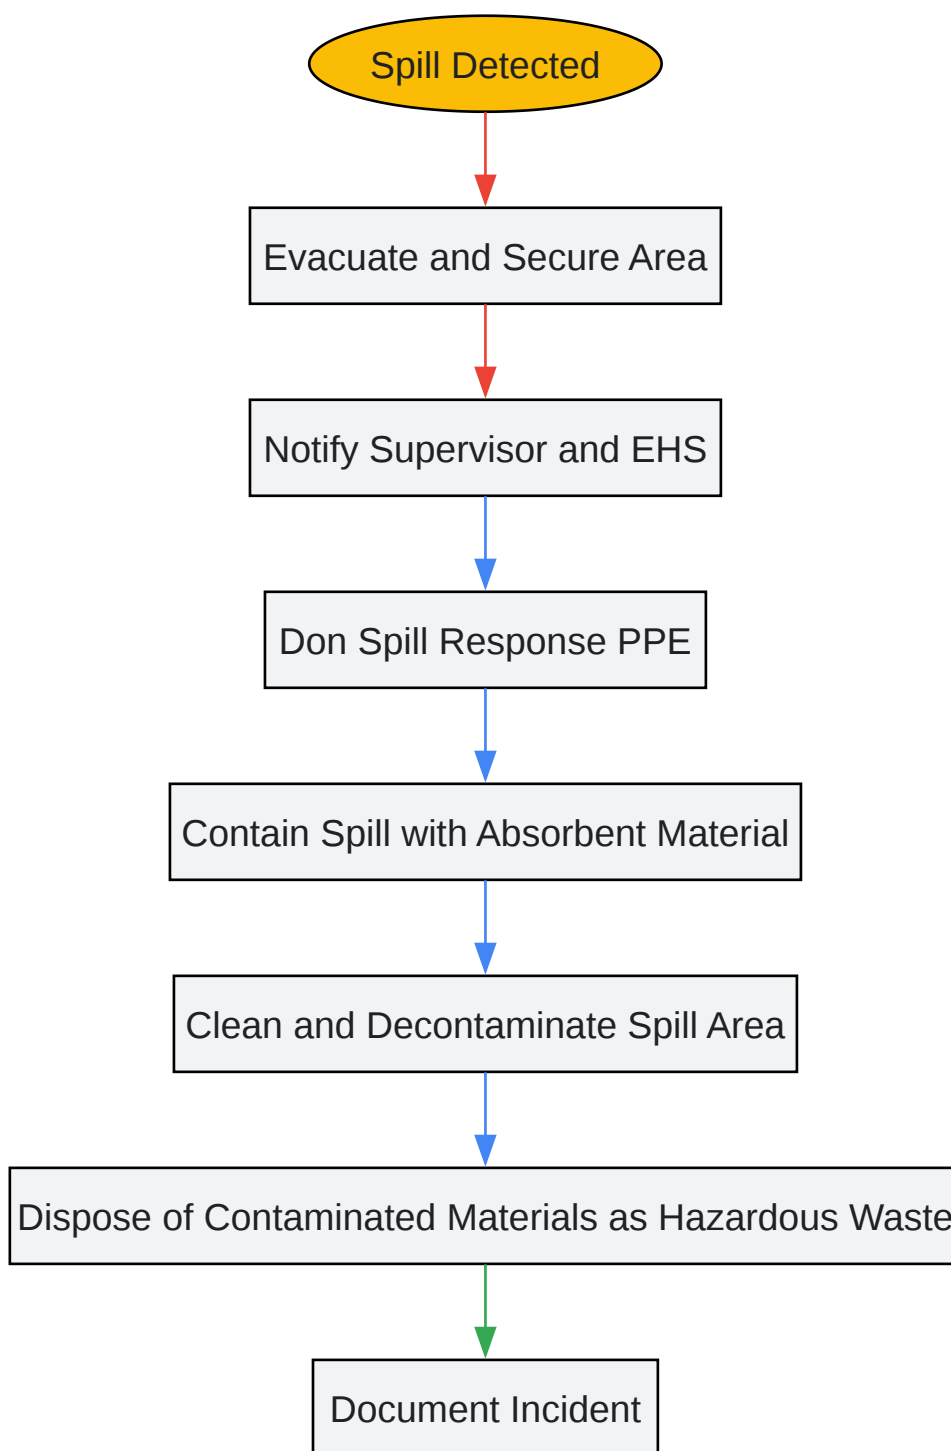 Spill Detected
Evacuate and Secure Area
Notify Supervisor and EHS
Don Spill Response PPE
Contain Spill with Absorbent Material
Clean and Decontaminate Spill Area
Dispose of Contaminated Materials as Hazardous Waste
Document Incident